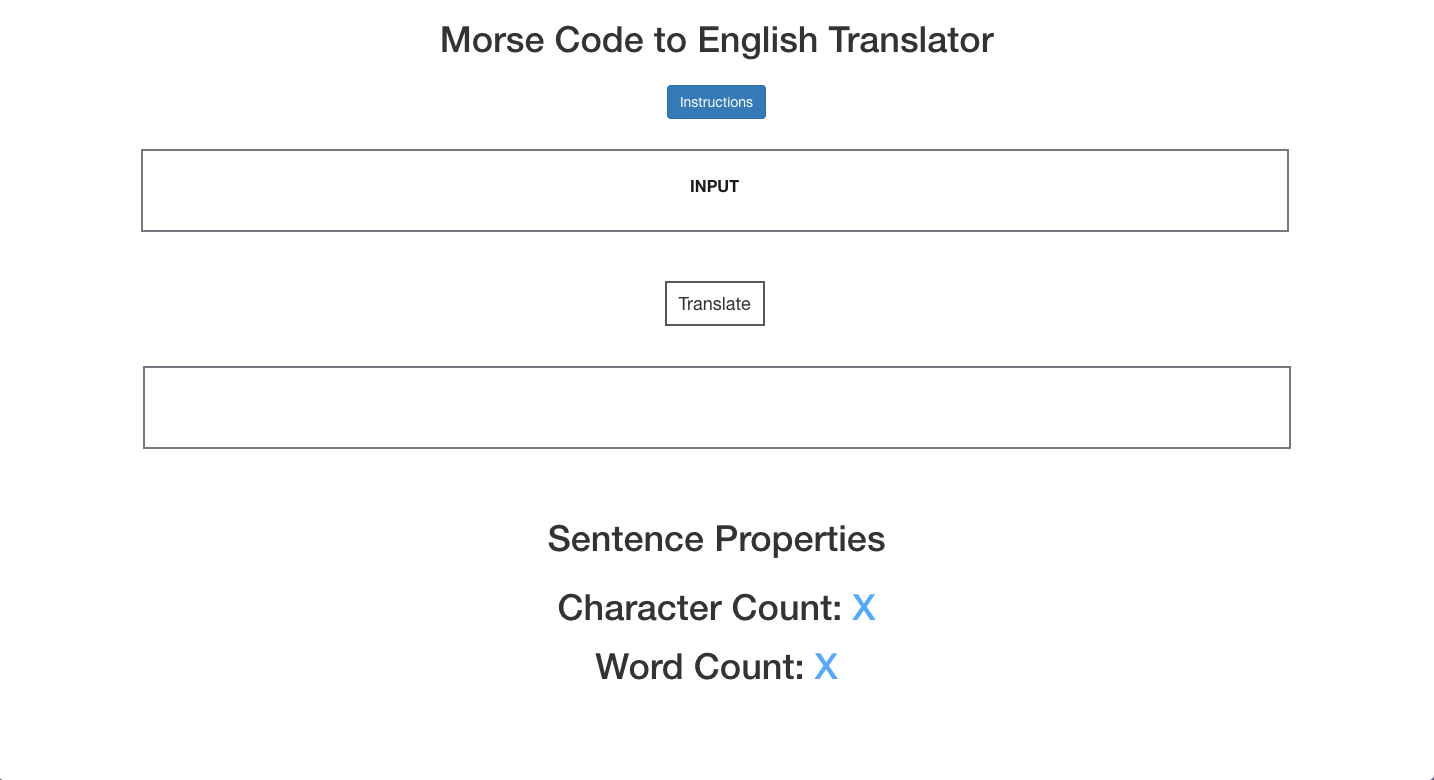 Morse Code to English Translator
Instructions
INPUT
Translate
Sentence Properties
Character Count: X
Word Count: X